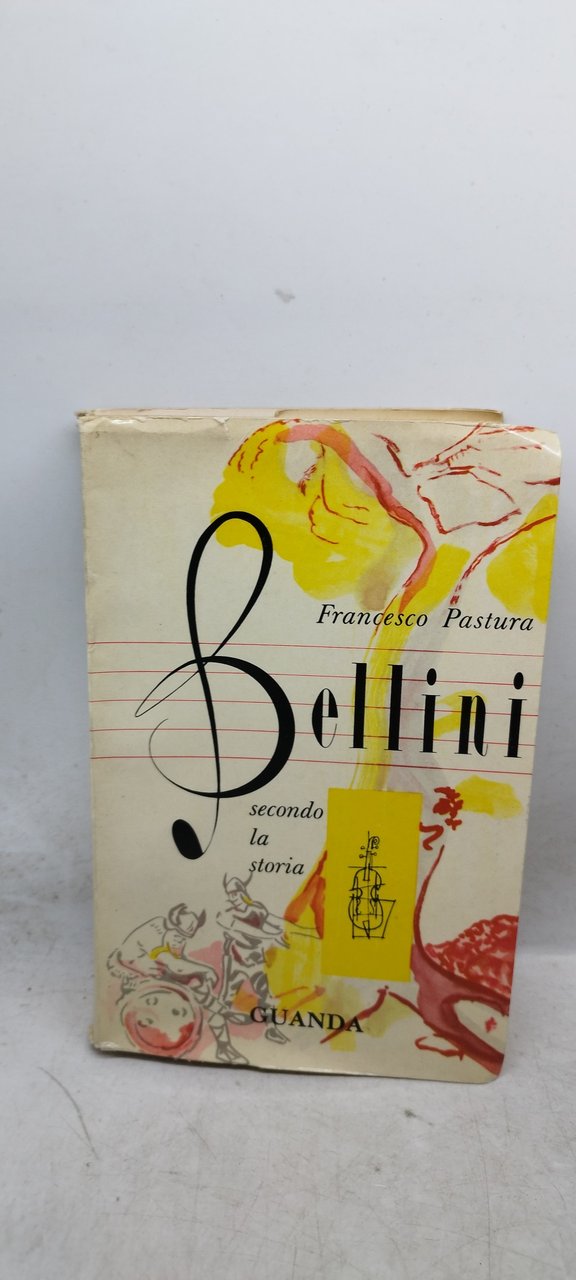 Francesco Pastura
Bellini
secondo
la
storia
GUANDA